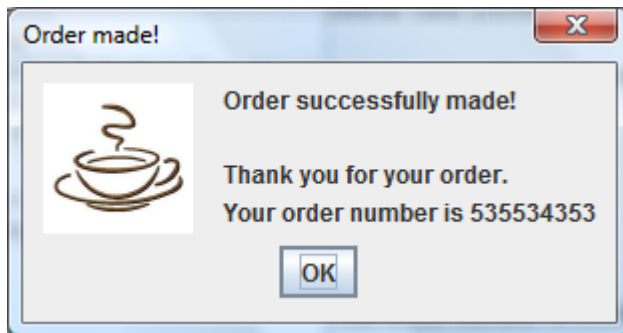 Order made!
Order successfully made!
Thank you for your order.
Your order number is 535534353
OK